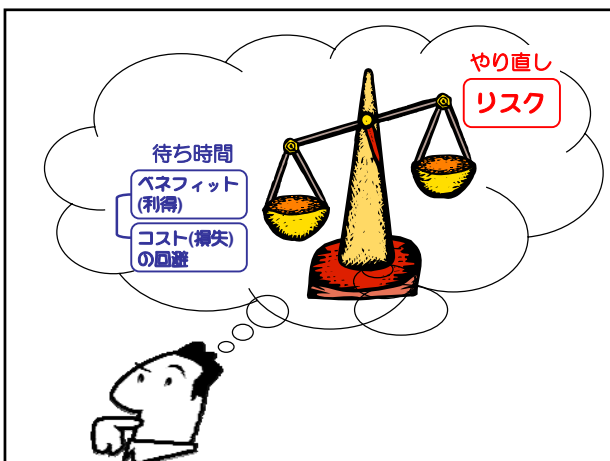 やり直し
リスク
待ち時間
ベネフィット
(利得)
コスト(損失)
の回避